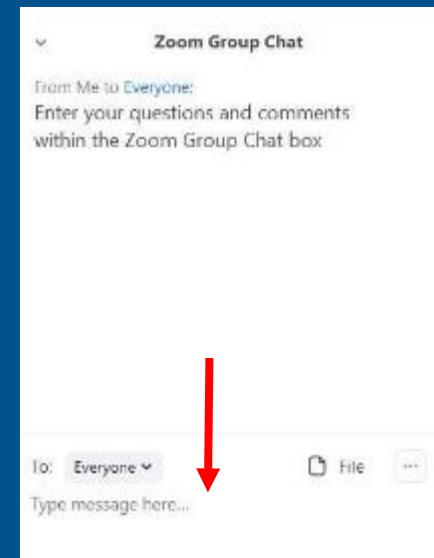 Zoom Group Chat
From Me to Everyone:
Enter your questions and comments
within the Zoom Group Chat box
To: Everyone File ...
Type message here...